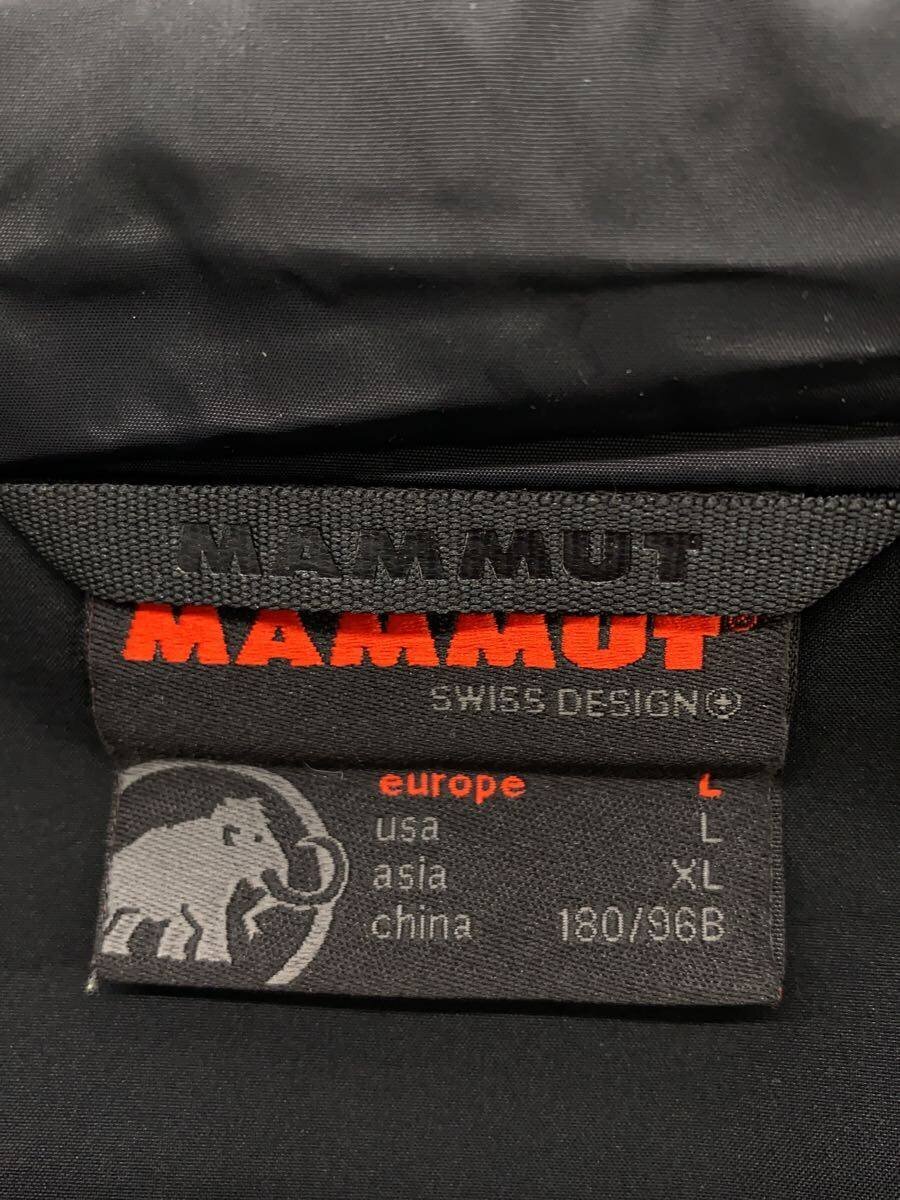 MAMMUT
MAMMUT®
SWISS DESIGN
europe L
usa L
asia XL
china 180/96B